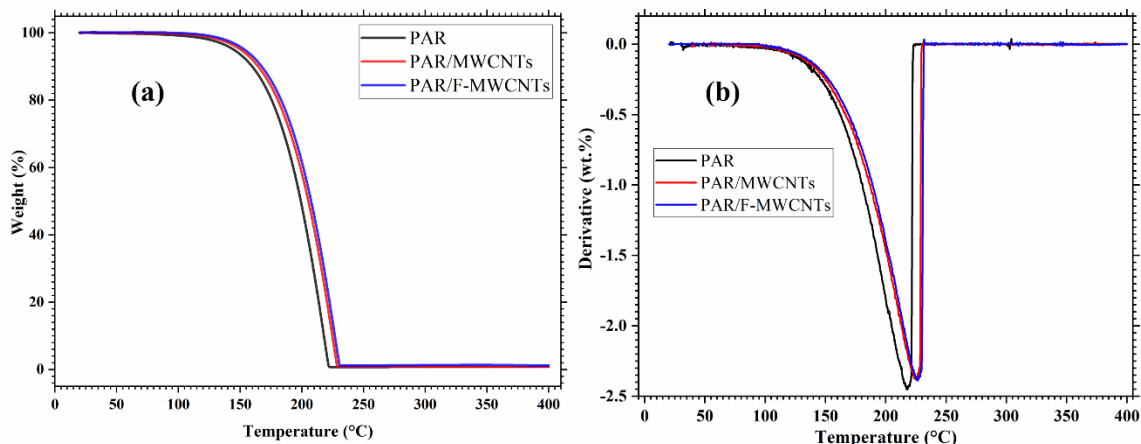 (a)
PAR
PAR/MWCNTs
PAR/F-MWCNTs
Weight (%)
100
80
60
40
20
0
0 50 100 150 200 250 300 350 400
Temperature (°C)
(b)
PAR
PAR/MWCNTs
PAR/F-MWCNTs
Derivative (wt.%)
0.0
-0.5
-1.0
-1.5
-2.0
-2.5
0 50 100 150 200 250 300 350 400
Temperature (°C)